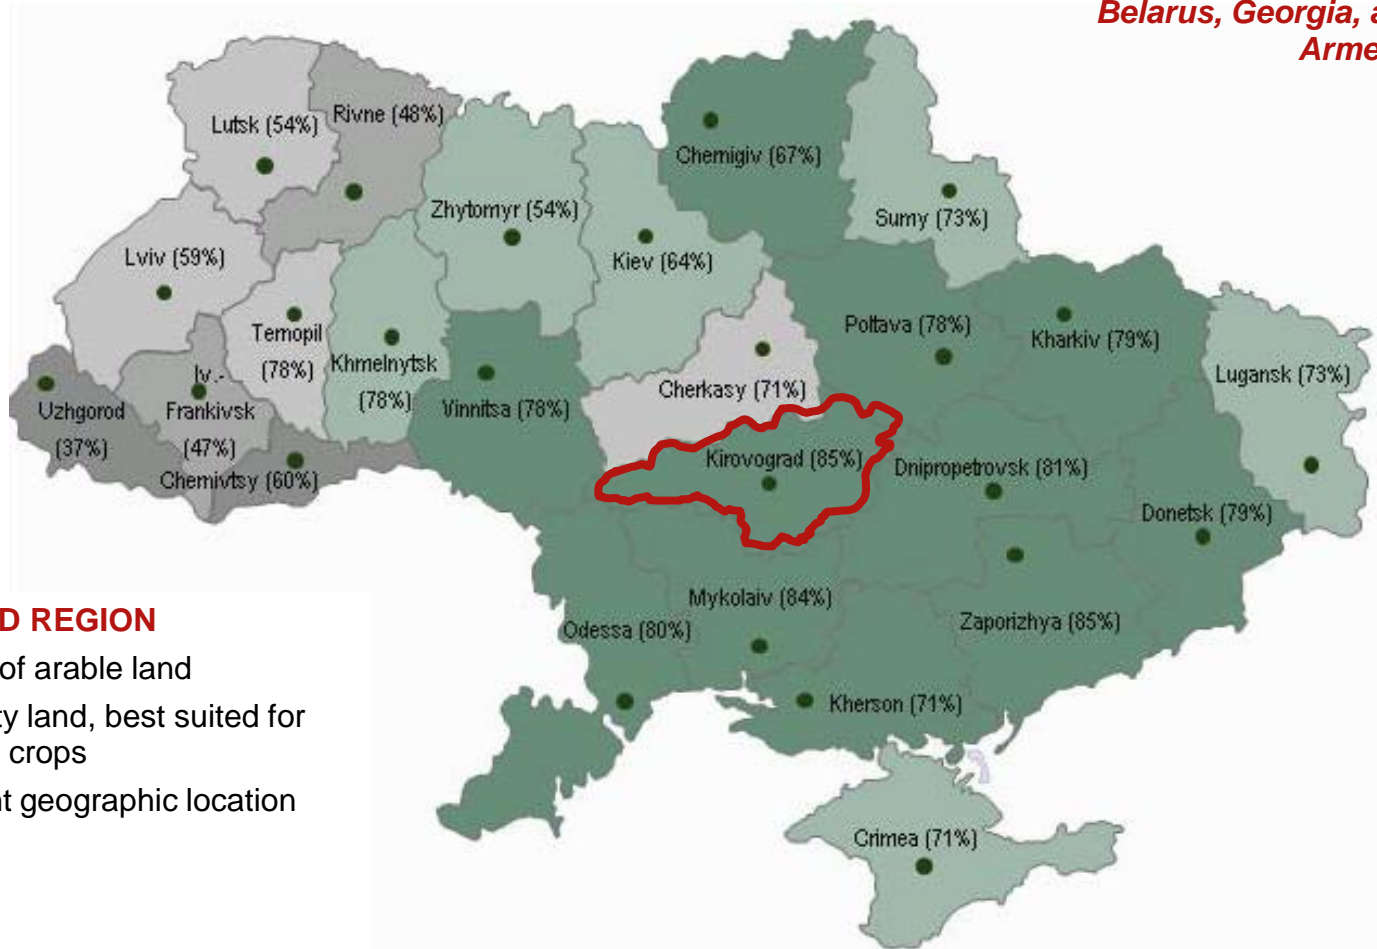 Belarus, Georgia, a
Arme
Rivne (48%)
Lutsk (54%)
Chernigiv (67%)
Zhytomyr (54%)
Sumy (73%)
Lviv (59%)
Kiev (64%)
Ternopil
(78%)
Poltava (78%)
Kharkiv (79%)
Khmelnytsk
(78%)
Lugansk (73%)
Iv.-
Frankivsk
(47%)
Cherkasy (71%)
Uzhgorod
(37%)
Vinnitsa (78%)
Kirovograd (85%)
Dnipropetrovsk (81%)
Chernivtsy (60%)
Donetsk (79%)
Mykolaiv (84%)
Zaporizhya (85%)
Odessa (80%)
Kherson (71%)
Crimea (71%)
D REGION
of arable land
ty land, best suited for
crops
nt geographic location